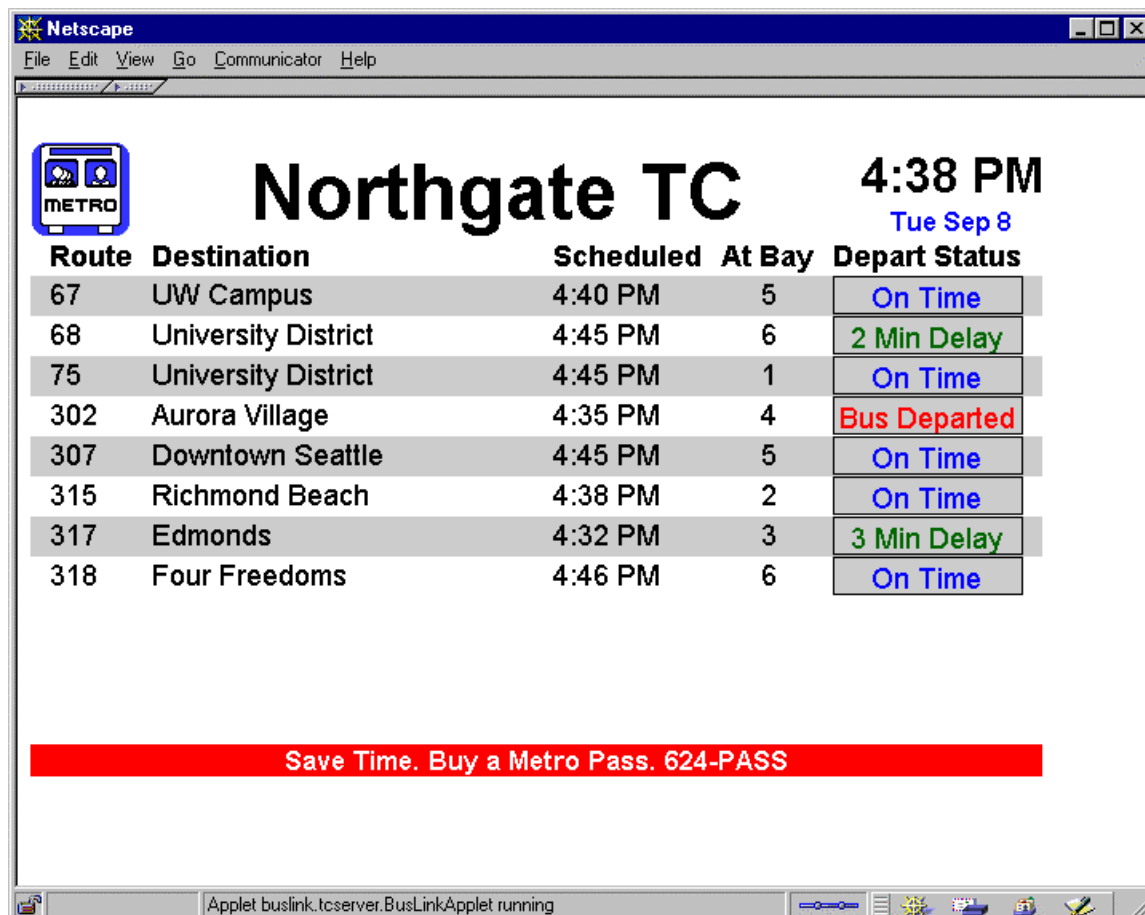 Netscape
File Edit View Go Communicator Help
METRO
Northgate TC
4:38 PM
Tue Sep 8
Route Destination Scheduled At Bay Depart Status
67 UW Campus 4:40 PM 5 On Time
68 University District 4:45 PM 6 2 Min Delay
75 University District 4:45 PM 1 On Time
302 Aurora Village 4:35 PM 4 Bus Departed
307 Downtown Seattle 4:45 PM 5 On Time
315 Richmond Beach 4:38 PM 2 On Time
317 Edmonds 4:32 PM 3 3 Min Delay
318 Four Freedoms 4:46 PM 6 On Time
Save Time. Buy a Metro Pass. 624-PASS
Applet buslink.tcserver.BusLinkApplet running